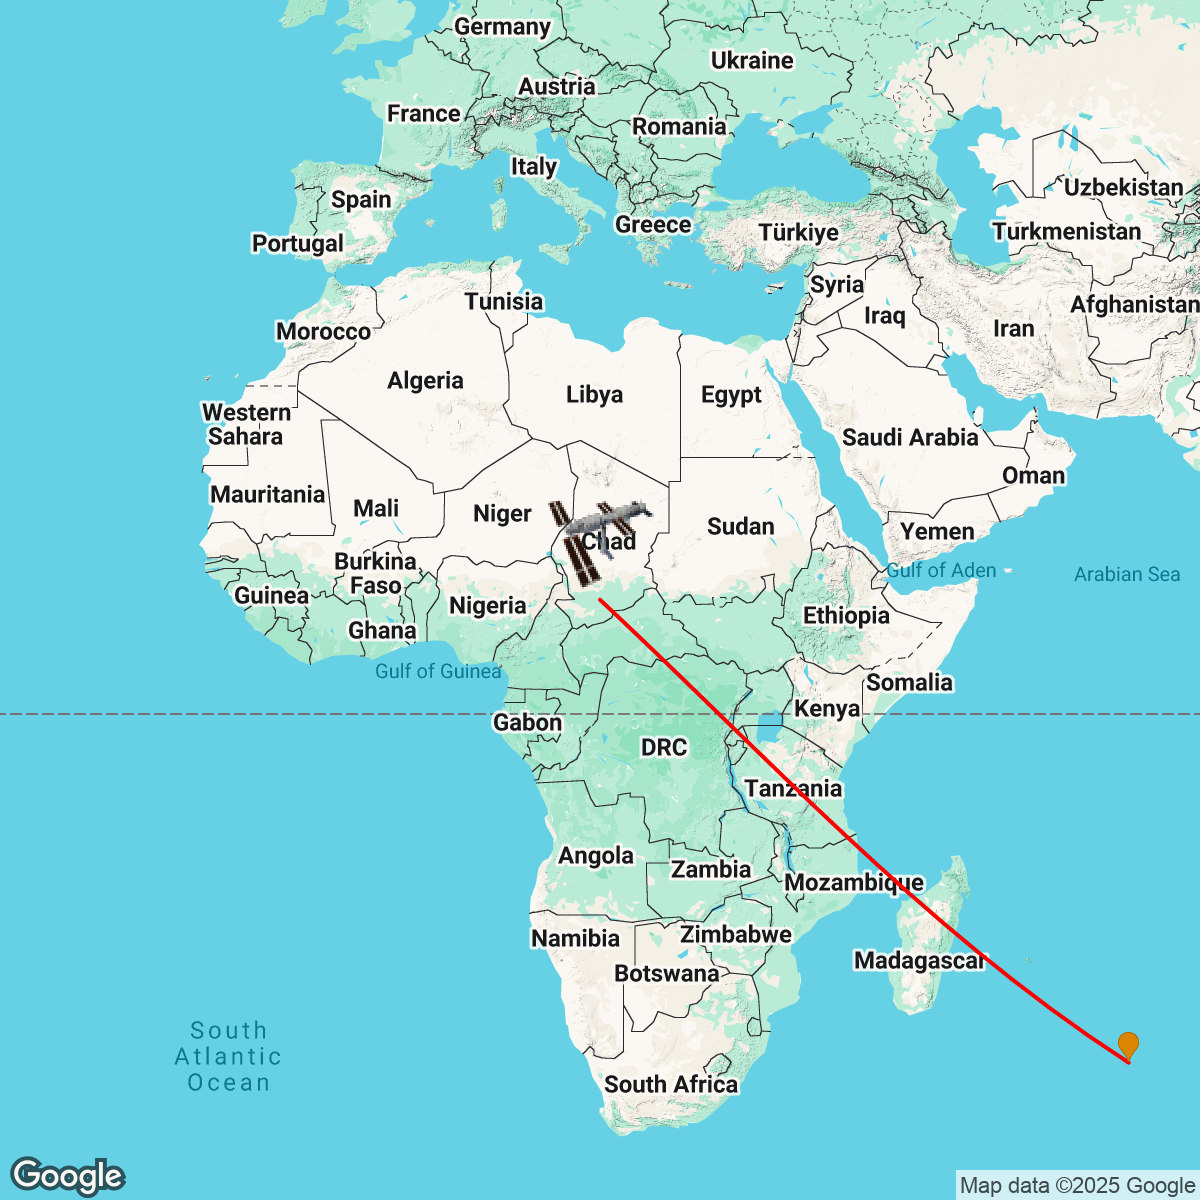 Germany
Ukraine
Austria
France
Romania
Italy
Uzbekistan
Spain
Greece
Türkiye
Turkmenistan
Portugal
Syria
Tunisia
Afghanistan
Iraq
Morocco
Iran
Algeria
Libya
Egypt
Western
Sahara
Saudi Arabia
Oman
Mauritania
Mali
Niger
Sudan
Yemen
Chad
Burkina
Faso
Gulf of Aden
Arabian Sea
Guinea
Nigeria
Ethiopia
Ghana
Gulf of Guinea
Somalia
Kenya
Gabon
DRC
Tanzania
Angola
Zambia
Mozambique
Namibia
Zimbabwe
Madagascar
Botswana
South
Atlantic
Ocean
South Africa
Google
Map data ©2025 Google